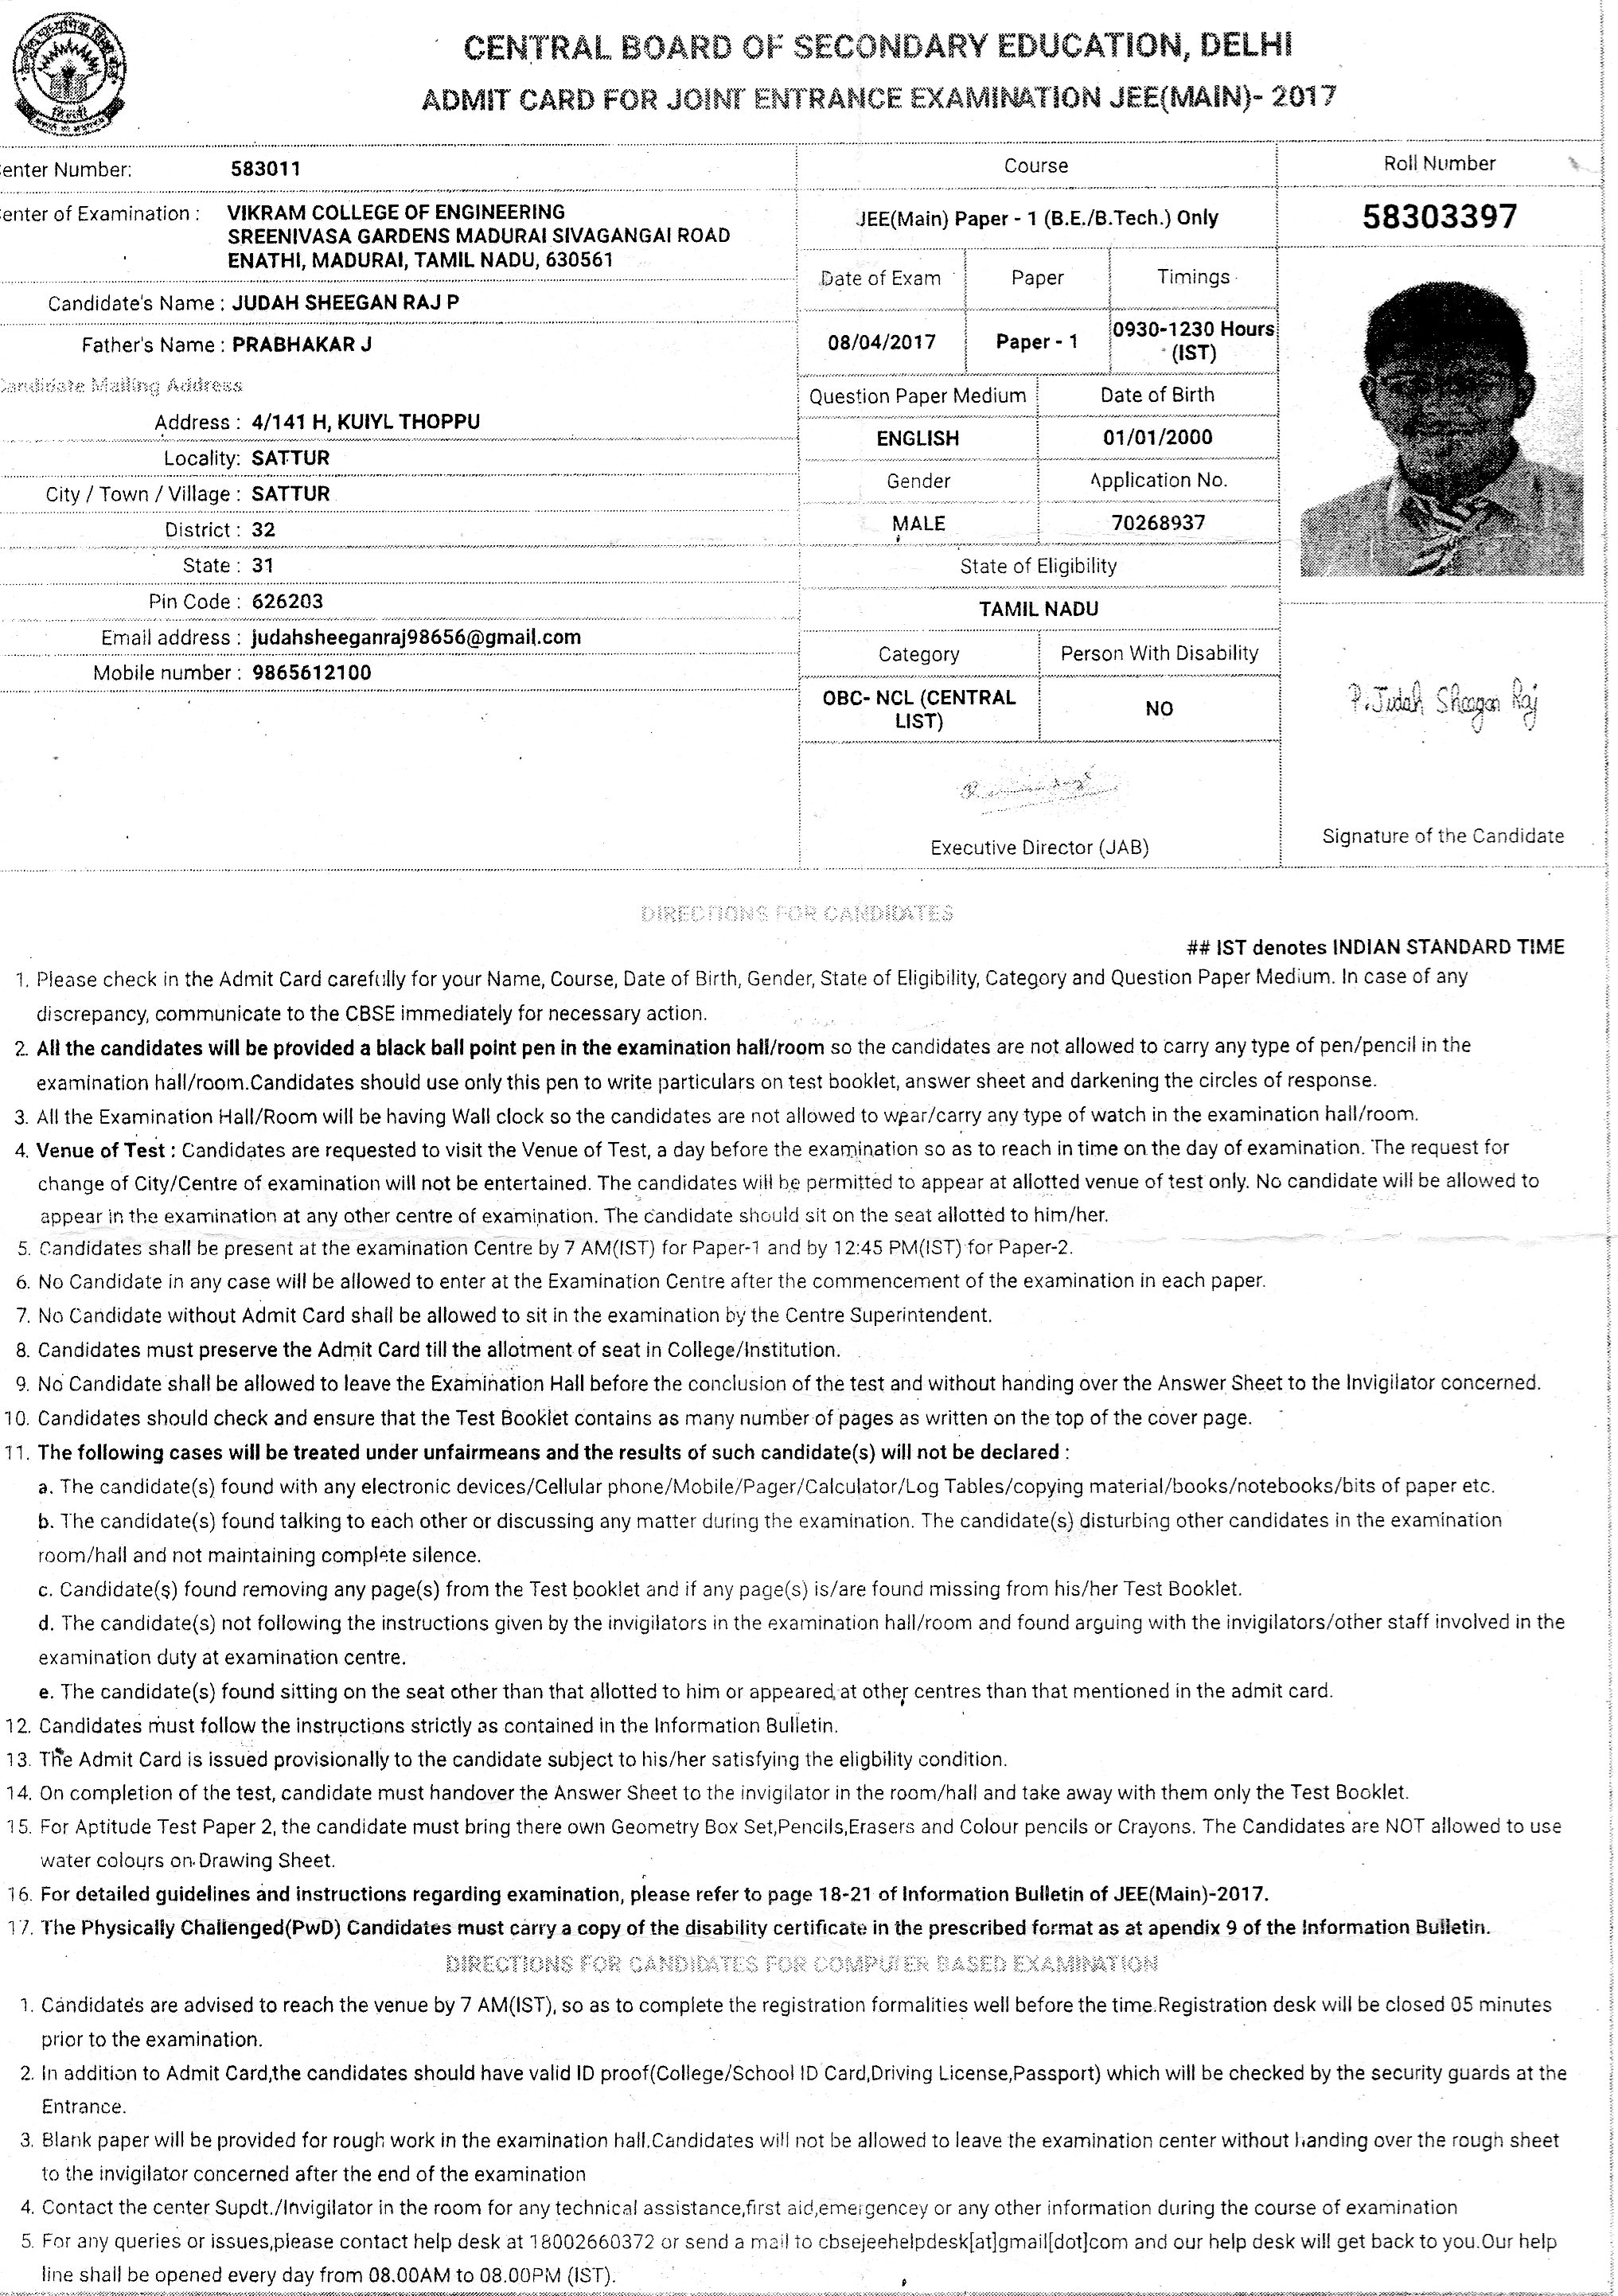 CENTRAL BOARD OF SECONDARY EDUCATION, DELHI
ADMIT CARD FOR JOINT ENTRANCE EXAMINATION JEE(MAIN)- 2017
enter Number: 583011
enter of Examination : VIKRAM COLLEGE OF ENGINEERING
SREENIVASA GARDENS MADURAI SIVAGANGAI ROAD
ENATHI, MADURAI, TAMIL NADU, 630561
Candidate's Name : JUDAH SHEEGAN RAJ P
Father's Name : PRABHAKAR J
Candidate Mailing Address
Address : 4/141 H, KUIYL THOPPU
Locality: SATTUR
City / Town / Village : SATTUR
District : 32
State : 31
Pin Code : 626203
Email address : judahsheeganraj98656@gmail.com
Mobile number : 9865612100
Course
JEE(Main) Paper - 1 (B.E./B.Tech.) Only
Date of Exam Paper Timings
08/04/2017 Paper - 1 0930-1230 Hours
(IST)
Question Paper Medium Date of Birth
ENGLISH 01/01/2000
Gender Application No.
MALE 70268937
State of Eligibility
TAMIL NADU
Category Person With Disability
OBC- NCL (CENTRAL
LIST) NO
Executive Director (JAB)
Roll Number
58303397
P. Judah Sheegan Raj
Signature of the Candidate
DIRECTIONS FOR CANDIDATES
## IST denotes INDIAN STANDARD TIME
1. Please check in the Admit Card carefully for your Name, Course, Date of Birth, Gender, State of Eligibility, Category and Question Paper Medium. In case of any
discrepancy, communicate to the CBSE immediately for necessary action.
2. All the candidates will be provided a black ball point pen in the examination hall/room so the candidates are not allowed to carry any type of pen/pencil in the
examination hall/room.Candidates should use only this pen to write particulars on test booklet, answer sheet and darkening the circles of response.
3. All the Examination Hall/Room will be having Wall clock so the candidates are not allowed to wear/carry any type of watch in the examination hall/room.
4. Venue of Test : Candidates are requested to visit the Venue of Test, a day before the examination so as to reach in time on the day of examination. The request for
change of City/Centre of examination will not be entertained. The candidates will be permitted to appear at allotted venue of test only. No candidate will be allowed to
appear in the examination at any other centre of examination. The candidate should sit on the seat allotted to him/her.
5. Candidates shall be present at the examination Centre by 7 AM(IST) for Paper-1 and by 12:45 PM(IST) for Paper-2.
6. No Candidate in any case will be allowed to enter at the Examination Centre after the commencement of the examination in each paper.
7. No Candidate without Admit Card shall be allowed to sit in the examination by the Centre Superintendent.
8. Candidates must preserve the Admit Card till the allotment of seat in College/Institution.
9. No Candidate shall be allowed to leave the Examination Hall before the conclusion of the test and without handing over the Answer Sheet to the Invigilator concerned.
10. Candidates should check and ensure that the Test Booklet contains as many number of pages as written on the top of the cover page.
11. The following cases will be treated under unfairmeans and the results of such candidate(s) will not be declared :
a. The candidate(s) found with any electronic devices/Cellular phone/Mobile/Pager/Calculator/Log Tables/copying material/books/notebooks/bits of paper etc.
b. The candidate(s) found talking to each other or discussing any matter during the examination. The candidate(s) disturbing other candidates in the examination
room/hall and not maintaining complete silence.
c. Candidate(s) found removing any page(s) from the Test booklet and if any page(s) is/are found missing from his/her Test Booklet.
d. The candidate(s) not following the instructions given by the invigilators in the examination hall/room and found arguing with the invigilators/other staff involved in the
examination duty at examination centre.
e. The candidate(s) found sitting on the seat other than that allotted to him or appeared at other centres than that mentioned in the admit card.
12. Candidates must follow the instructions strictly as contained in the Information Bulletin.
13. The Admit Card is issued provisionally to the candidate subject to his/her satisfying the eligbility condition.
14. On completion of the test, candidate must handover the Answer Sheet to the invigilator in the room/hall and take away with them only the Test Booklet.
15. For Aptitude Test Paper 2, the candidate must bring there own Geometry Box Set,Pencils,Erasers and Colour pencils or Crayons. The Candidates are NOT allowed to use
water colours on Drawing Sheet.
16. For detailed guidelines and instructions regarding examination, please refer to page 18-21 of Information Bulletin of JEE(Main)-2017.
17. The Physically Challenged(PwD) Candidates must carry a copy of the disability certificate in the prescribed format as at apendix 9 of the Information Bulletin.
DIRECTIONS FOR CANDIDATES FOR COMPUTER BASED EXAMINATION
1. Candidates are advised to reach the venue by 7 AM(IST), so as to complete the registration formalities well before the time.Registration desk will be closed 05 minutes
prior to the examination.
2. In addition to Admit Card,the candidates should have valid ID proof(College/School ID Card,Driving License,Passport) which will be checked by the security guards at the
Entrance.
3. Blank paper will be provided for rough work in the examination hall.Candidates will not be allowed to leave the examination center without handing over the rough sheet
to the invigilator concerned after the end of the examination
4. Contact the center Supdt./Invigilator in the room for any technical assistance,first aid,emergencey or any other information during the course of examination
5. For any queries or issues,please contact help desk at 18002660372 or send a mail to cbsejeehelpdesk[at]gmail[dot]com and our help desk will get back to you.Our help
line shall be opened every day from 08.00AM to 08.00PM (IST).